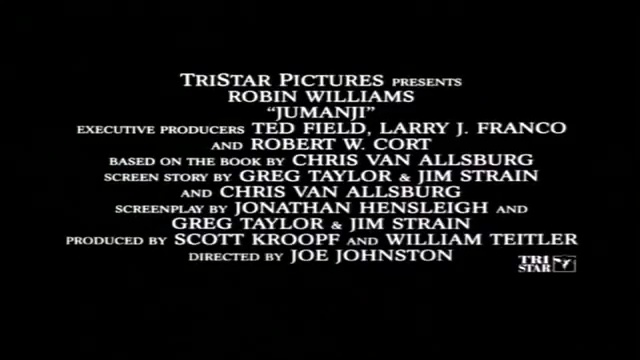 TRISTAR PICTURES PRESENTS
ROBIN WILLIAMS
"JUMANJI"
EXECUTIVE PRODUCERS TED FIELD, LARRY J. FRANCO
AND ROBERT W. CORT
BASED ON THE BOOK BY CHRIS VAN ALLSBURG
SCREEN STORY BY GREG TAYLOR & JIM STRAIN
AND CHRIS VAN ALLSBURG
SCREENPLAY BY JONATHAN HENSLEIGH AND
GREG TAYLOR & JIM STRAIN
PRODUCED BY SCOTT KROOPF AND WILLIAM TEITLER
DIRECTED BY JOE JOHNSTON
TRI
STAR